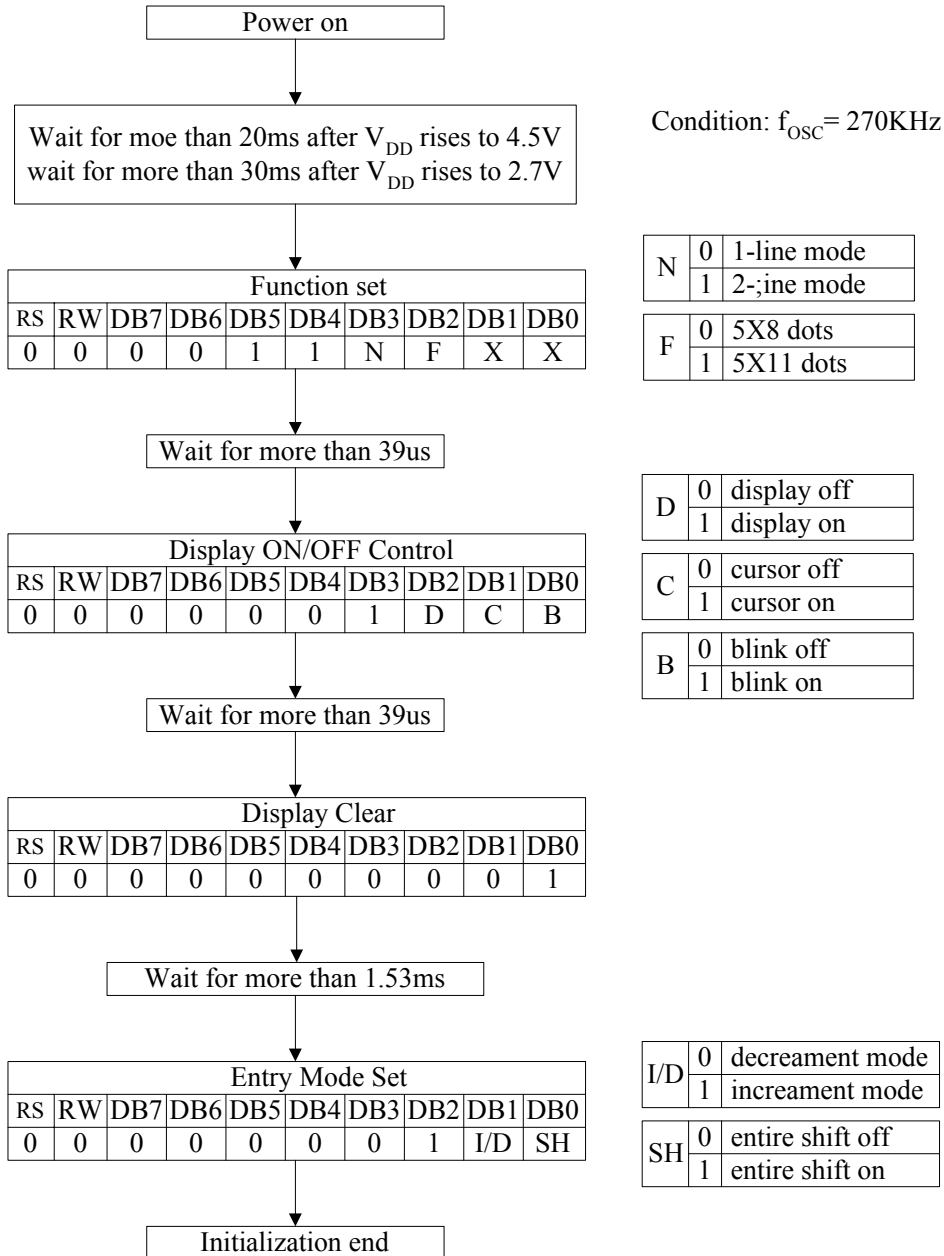 Power on
Wait for moe than 20ms after VDD rises to 4.5V
wait for more than 30ms after VDD rises to 2.7V
Condition: fOSC= 270KHz
Function set
RS RW DB7 DB6 DB5 DB4 DB3 DB2 DB1 DB0
0 0 0 0 1 1 N F X X
N 0 1-line mode
1 2-;ine mode
F 0 5X8 dots
1 5X11 dots
Wait for more than 39us
Display ON/OFF Control
RS RW DB7 DB6 DB5 DB4 DB3 DB2 DB1 DB0
0 0 0 0 0 0 1 D C B
D 0 display off
1 display on
C 0 cursor off
1 cursor on
B 0 blink off
1 blink on
Wait for more than 39us
Display Clear
RS RW DB7 DB6 DB5 DB4 DB3 DB2 DB1 DB0
0 0 0 0 0 0 0 0 0 1
Wait for more than 1.53ms
Entry Mode Set
RS RW DB7 DB6 DB5 DB4 DB3 DB2 DB1 DB0
0 0 0 0 0 0 0 1 I/D SH
I/D 0 decreament mode
1 increament mode
SH 0 entire shift off
1 entire shift on
Initialization end